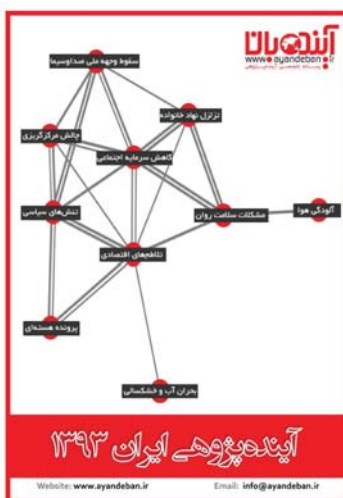 آینده‌بان
www.ayandeban.ir
سقوط وجهه ملی صداوسیما
تزلزل نهاد خانواده
چالش مرکزگریزی
کاهش سرمایه اجتماعی
آلودگی هوا
مشکلات سلامت روان
تنش‌های سیاسی
تلاطم‌های اقتصادی
پرونده هسته‌ای
بحران آب و خشکسالی
آینده‌پژوهی ایران ۱۳۹۳
Website: www.ayandeban.ir Email: info@ayandeban.ir